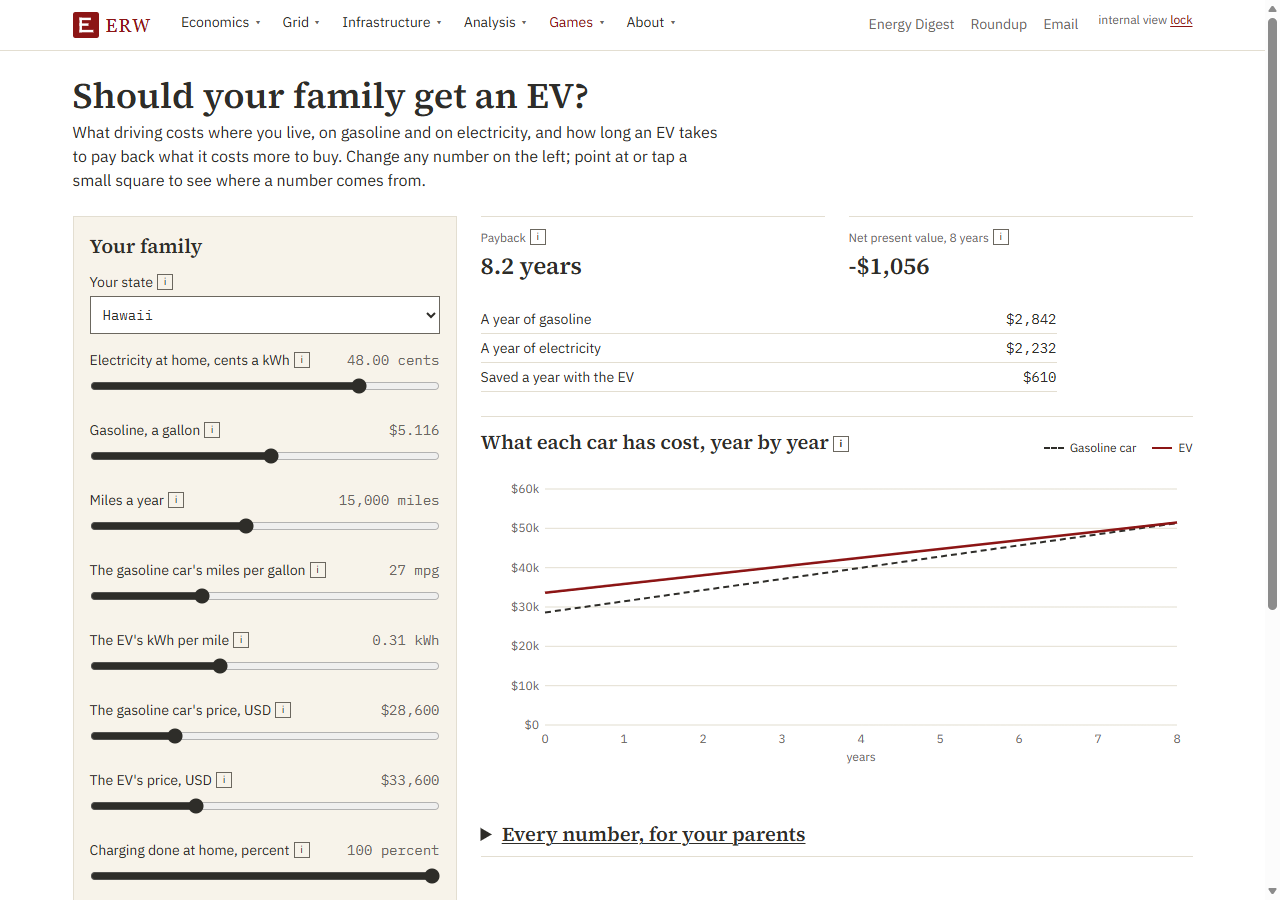 E ERW Economics Grid Infrastructure Analysis Games About Energy Digest Roundup Email internal view lock
Should your family get an EV?
What driving costs where you live, on gasoline and on electricity, and how long an EV takes
to pay back what it costs more to buy. Change any number on the left; point at or tap a
small square to see where a number comes from.
Your family
Your state i
Hawaii
Electricity at home, cents a kWh i 48.00 cents
Gasoline, a gallon i $5.116
Miles a year i 15,000 miles
The gasoline car's miles per gallon i 27 mpg
The EV's kWh per mile i 0.31 kWh
The gasoline car's price, USD i $28,600
The EV's price, USD i $33,600
Charging done at home, percent i 100 percent
Payback i
8.2 years
Net present value, 8 years i
-$1,056
A year of gasoline $2,842
A year of electricity $2,232
Saved a year with the EV $610
What each car has cost, year by year i
Gasoline car EV
$60k
$50k
$40k
$30k
$20k
$10k
$0
0 1 2 3 4 5 6 7 8
years
Every number, for your parents